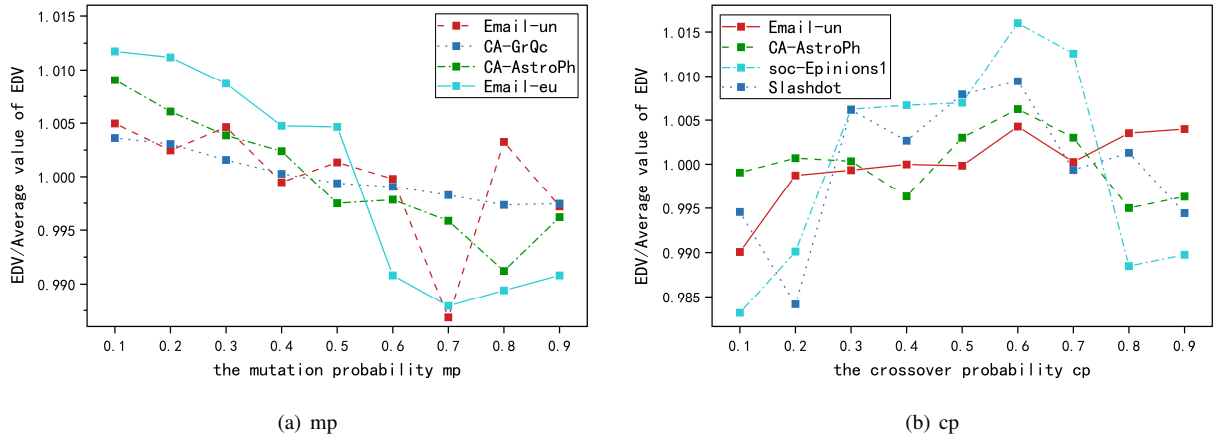 EDV/Average value of EDV
1.015
1.010
1.005
1.000
0.995
0.990
Email-un
CA-GrQc
CA-AstroPh
Email-eu
0.1 0.2 0.3 0.4 0.5 0.6 0.7 0.8 0.9
the mutation probability mp
(a) mp
EDV/Average value of EDV
1.015
1.010
1.005
1.000
0.995
0.990
0.985
Email-un
CA-AstroPh
soc-Epinions1
Slashdot
0.1 0.2 0.3 0.4 0.5 0.6 0.7 0.8 0.9
the crossover probability cp
(b) cp